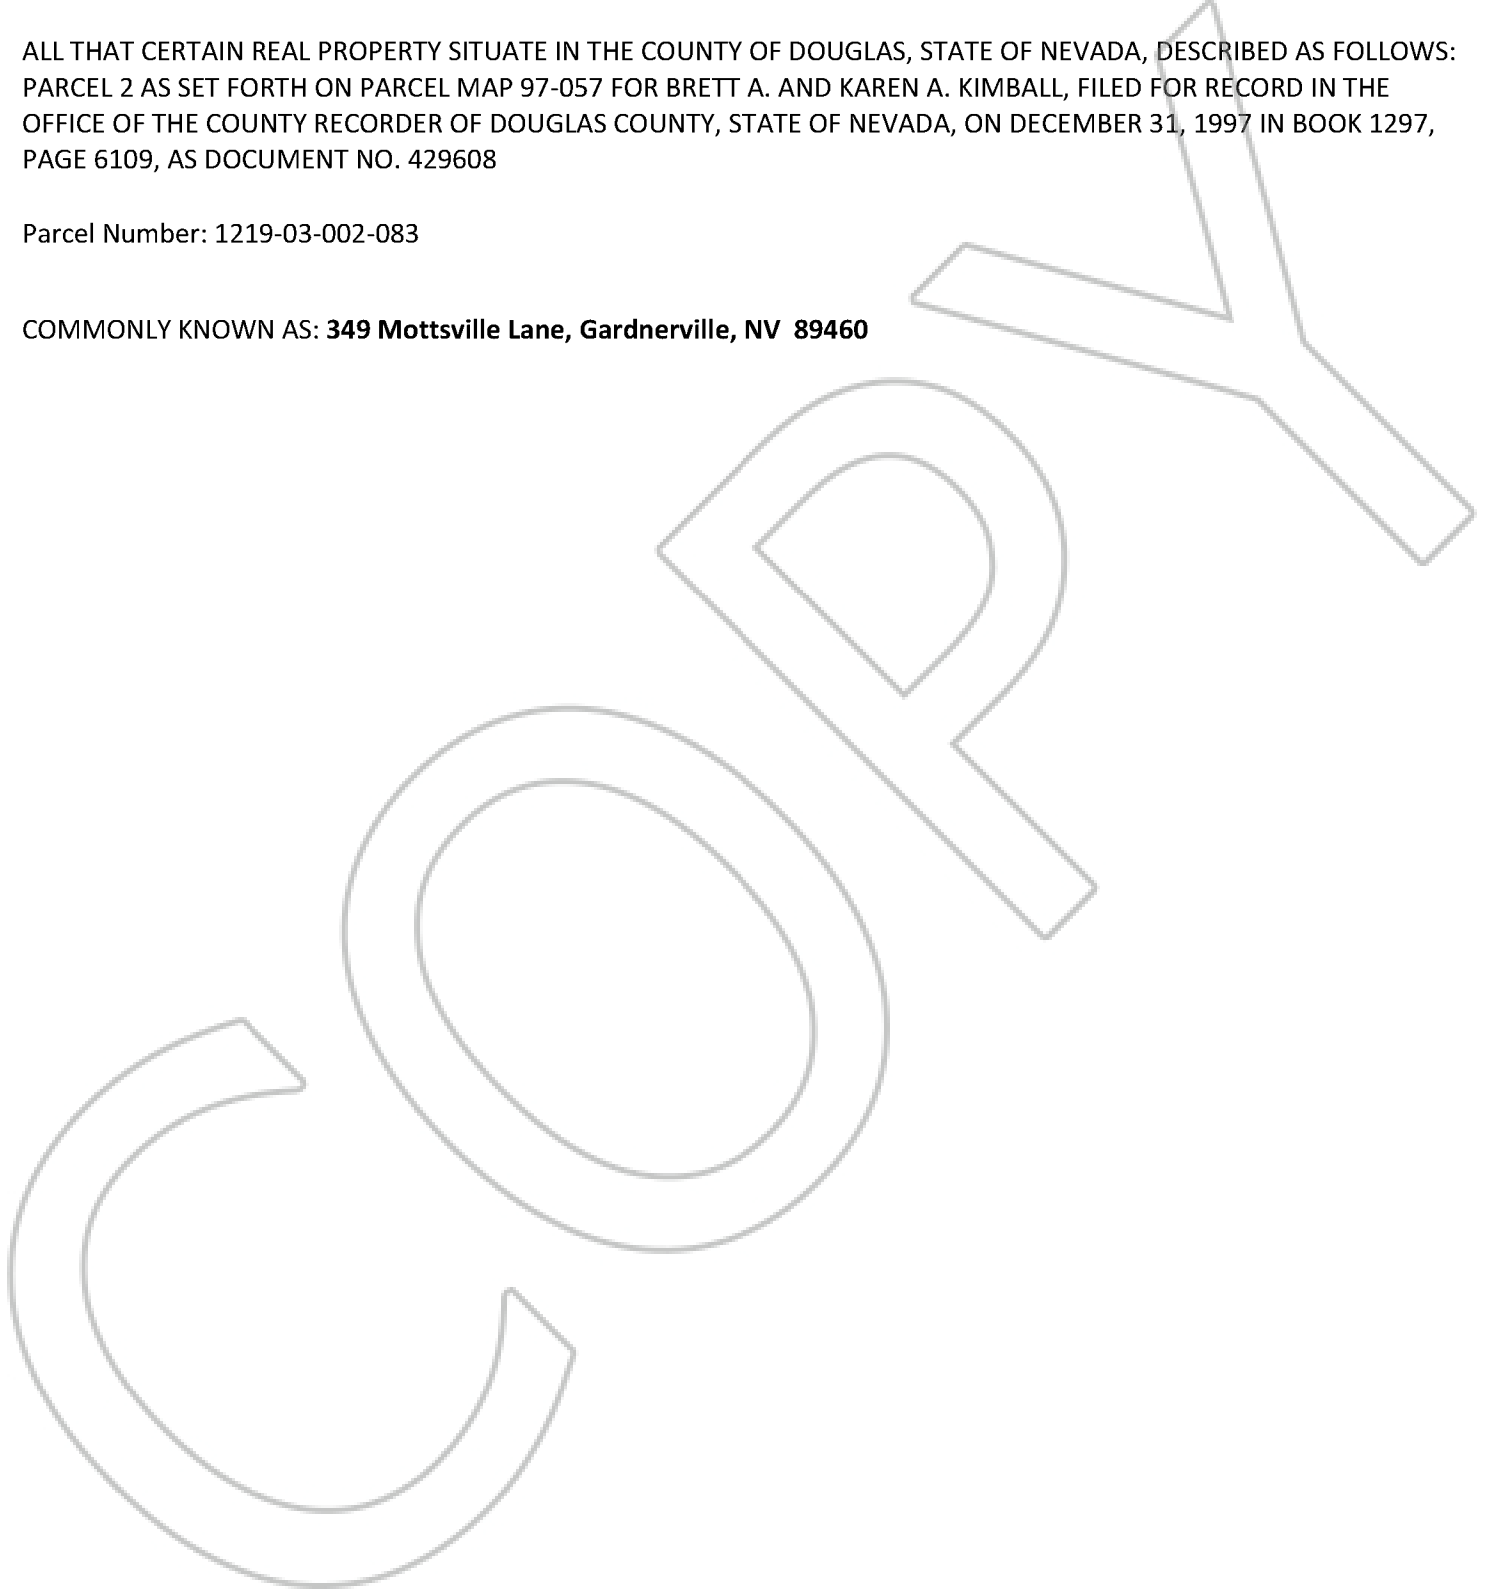 ALL THAT CERTAIN REAL PROPERTY SITUATE IN THE COUNTY OF DOUGLAS, STATE OF NEVADA, DESCRIBED AS FOLLOWS:
PARCEL 2 AS SET FORTH ON PARCEL MAP 97-057 FOR BRETT A. AND KAREN A. KIMBALL, FILED FOR RECORD IN THE
OFFICE OF THE COUNTY RECORDER OF DOUGLAS COUNTY, STATE OF NEVADA, ON DECEMBER 31, 1997 IN BOOK 1297,
PAGE 6109, AS DOCUMENT NO. 429608
Parcel Number: 1219-03-002-083
COMMONLY KNOWN AS: 349 Mottsville Lane, Gardnerville, NV  89460
COPY